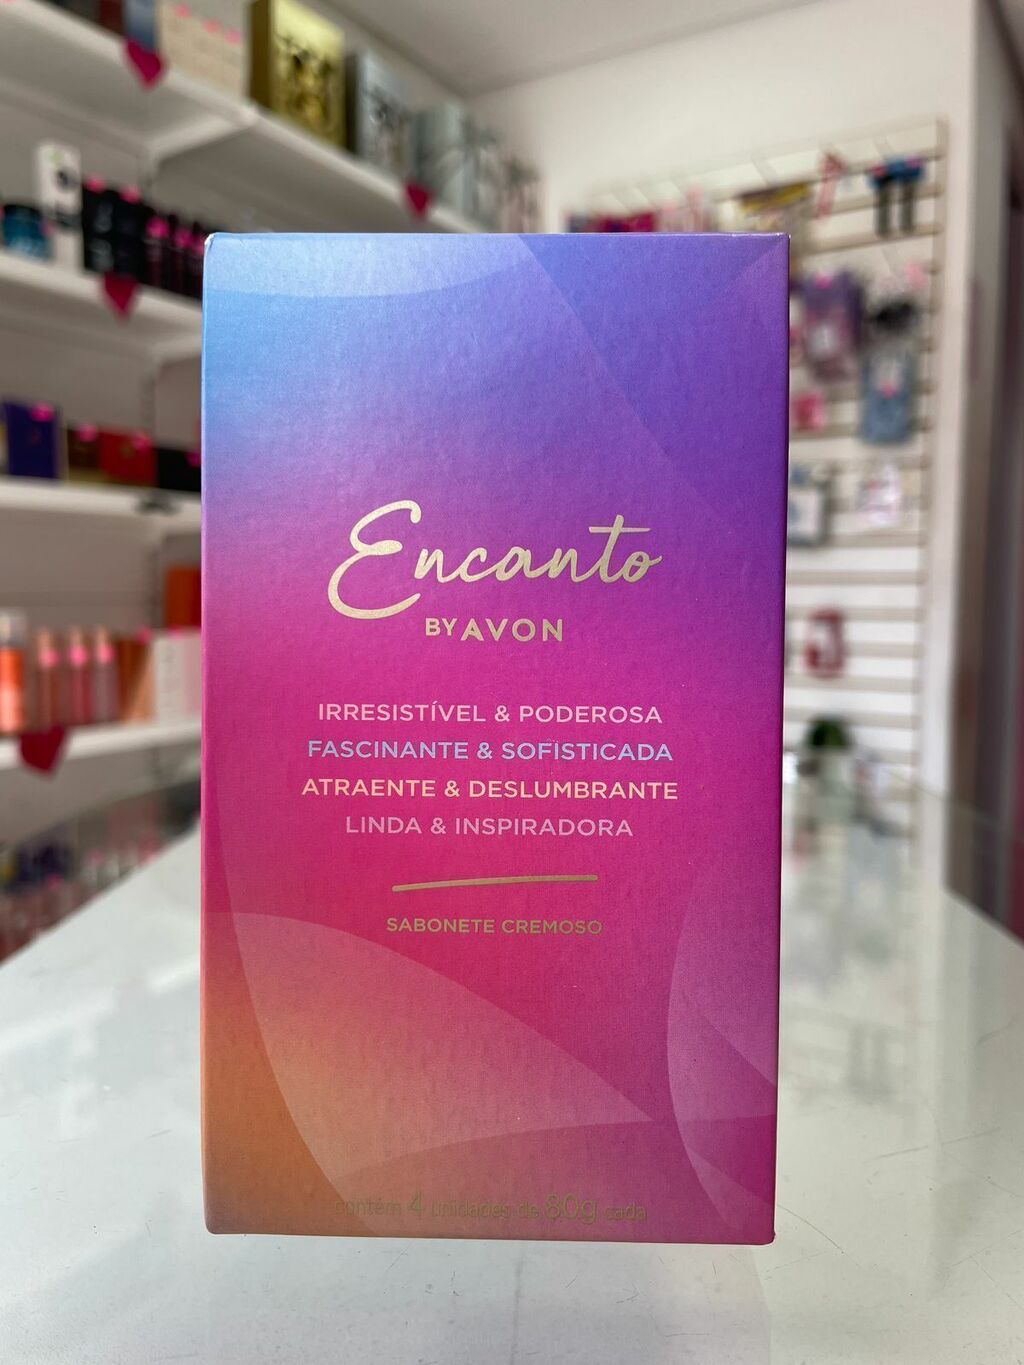 Encanto
BY AVON
IRRESISTÍVEL & PODEROSA
FASCINANTE & SOFISTICADA
ATRAENTE & DESLUMBRANTE
LINDA & INSPIRADORA
SABONETE CREMOSO
contém 4 unidades de 80g cada